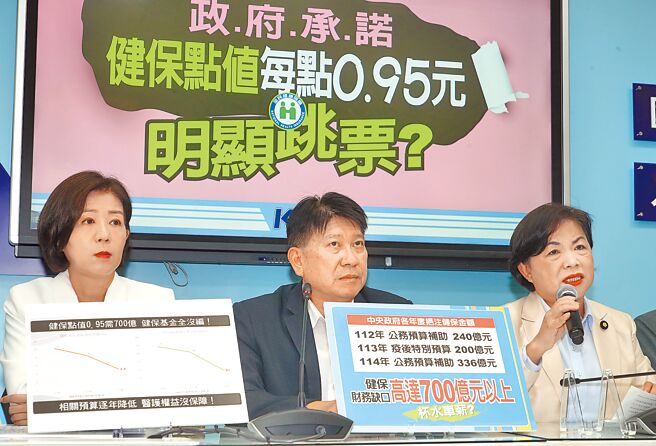 政.府.承.諾
健保點值每點0.95元
明顯跳票?
K
健保點值0.95需700億 健保基金全沒編!
相關預算逐年降低 醫護權益沒保障!
中央政府各年度挹注健保金額
112年 公務預算補助 240億元
113年 疫後特別預算 200億元
114年 公務預算補助 336億元
健保
財務缺口
高達700億元以上
杯水車薪?